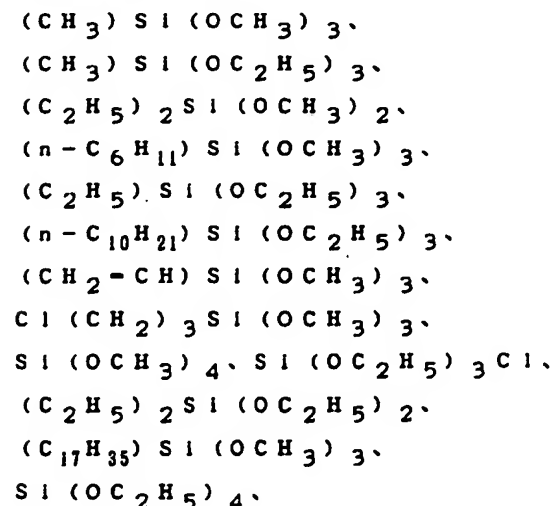 (CH₃)Si(OCH₃)₃、
(CH₃)Si(OC₂H₅)₃、
(C₂H₅)₂Si(OCH₃)₂、
(n-C₆H₁₁)Si(OCH₃)₃、
(C₂H₅)Si(OC₂H₅)₃、
(n-C₁₀H₂₁)Si(OC₂H₅)₃、
(CH₂-CH)Si(OCH₃)₃、
Cl(CH₂)₃Si(OCH₃)₃、
Si(OCH₃)₄、Si(OC₂H₅)₃Cl、
(C₂H₅)₂Si(OC₂H₅)₂、
(C₁₇H₃₅)Si(OCH₃)₃、
Si(OC₂H₅)₄、